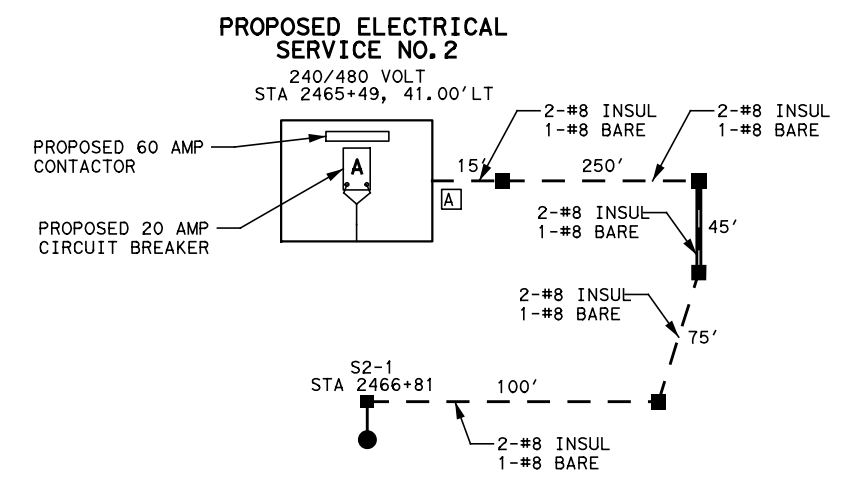 PROPOSED ELECTRICAL
SERVICE NO. 2
240/480 VOLT
STA 2465+49, 41.00'LT
2-#8 INSUL
1-#8 BARE
2-#8 INSUL
1-#8 BARE
PROPOSED 60 AMP
CONTACTOR
A
15'
250'
A
PROPOSED 20 AMP
CIRCUIT BREAKER
2-#8 INSUL
1-#8 BARE
45'
2-#8 INSUL
1-#8 BARE
75'
S2-1
STA 2466+81
100'
2-#8 INSUL
1-#8 BARE